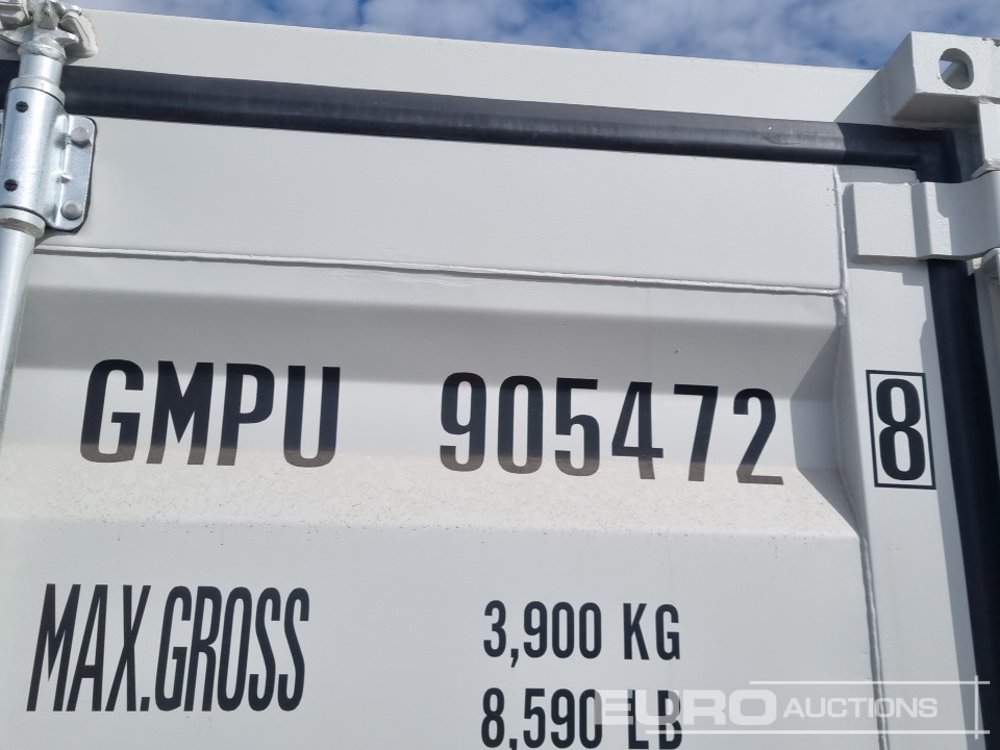 GMPU 905472 8
MAX.GROSS 3,900 KG
8,590 LB
EURO AUCTIONS